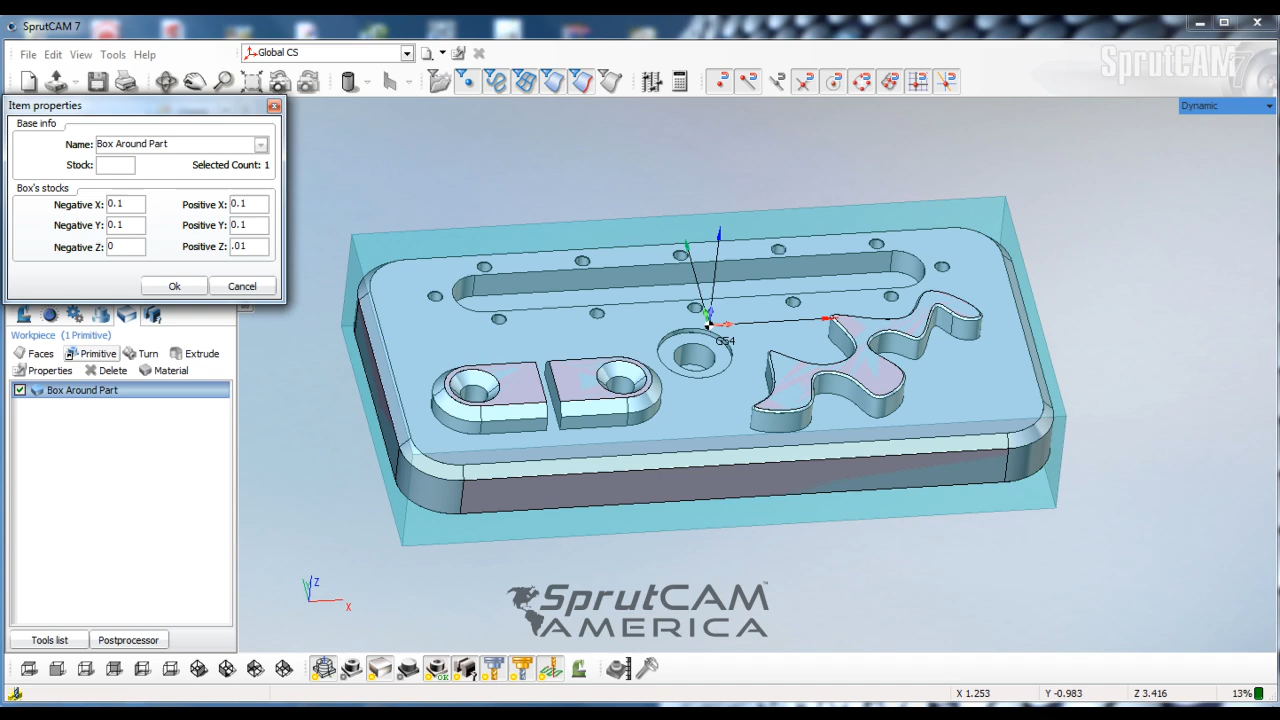 SprutCAM 7
File Edit View Tools Help
Global CS
SprutCAM 7
Item properties
Dynamic
Base info
Name: Box Around Part
Stock: Selected Count: 1
Box's stocks
Negative X: 0.1 Positive X: 0.1
Negative Y: 0.1 Positive Y: 0.1
Negative Z: 0 Positive Z: .01
Ok Cancel
Workpiece (1 Primitive)
Faces Primitive Turn Extrude
Properties Delete Material
Box Around Part
G54
Z
X
SprutCAM™
AMERICA
Tools list Postprocessor
OK
X 1.253 Y -0.983 Z 3.416 13%